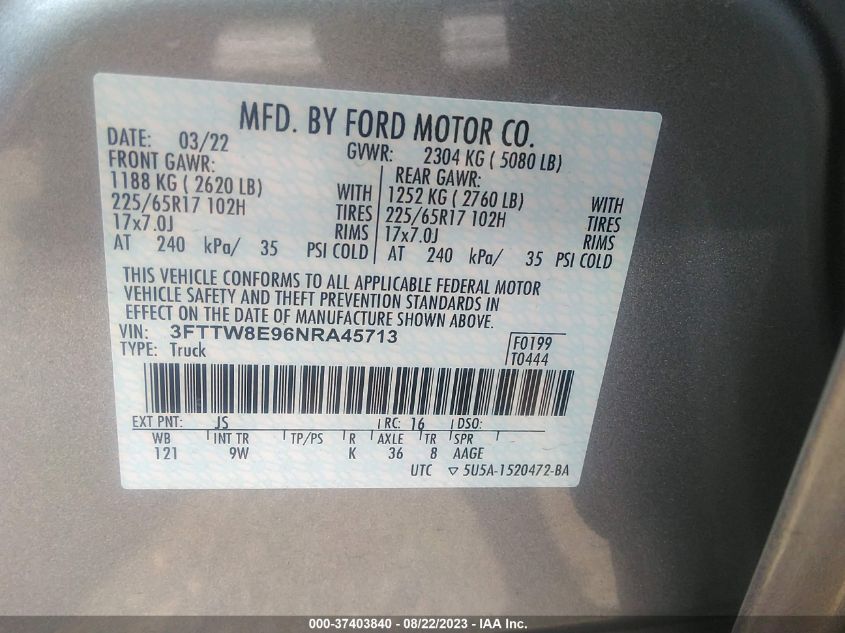 MFD. BY FORD MOTOR CO.
DATE: 03/22 GVWR: 2304 KG ( 5080 LB)
FRONT GAWR: REAR GAWR:
1188 KG ( 2620 LB) WITH 1252 KG ( 2760 LB) WITH
225/65R17 102H TIRES 225/65R17 102H TIRES
17x7.0J RIMS 17x7.0J RIMS
AT 240 kPa/ 35 PSI COLD AT 240 kPa/ 35 PSI COLD
THIS VEHICLE CONFORMS TO ALL APPLICABLE FEDERAL MOTOR
VEHICLE SAFETY AND THEFT PREVENTION STANDARDS IN
EFFECT ON THE DATE OF MANUFACTURE SHOWN ABOVE.
VIN: 3FTTW8E96NRA45713 F0199
TYPE: Truck T0444
EXT PNT: JS RC: 16 DSO:
WB INT TR TP/PS R AXLE TR SPR
121 9W K 36 8 AAGE
UTC ▽ 5U5A-1520472-BA
000-37403840 - 08/22/2023 - IAA Inc.